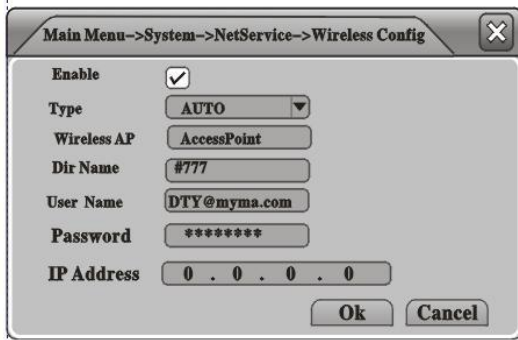 Main Menu->System->NetService->Wireless Config
Enable
Type AUTO
Wireless AP AccessPoint
Dir Name #777
User Name DTY@myma.com
Password ********
IP Address 0 . 0 . 0 . 0
Ok Cancel